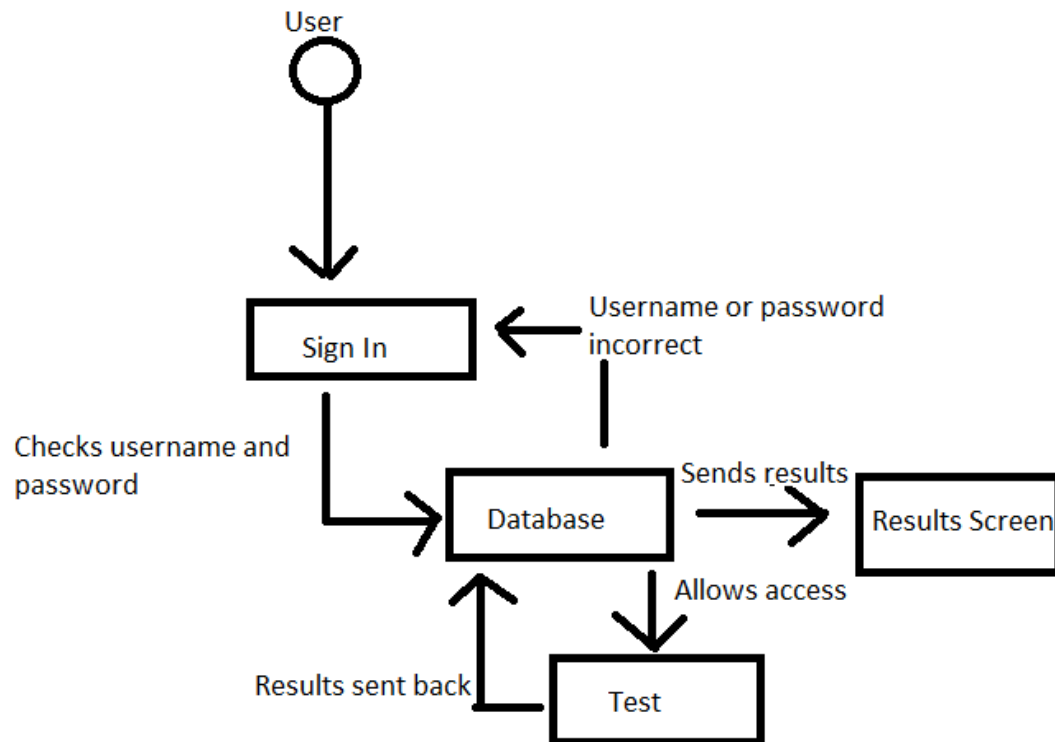 User
Sign In
Username or password
incorrect
Checks username and
password
Sends results
Database
Results Screen
Allows access
Results sent back
Test